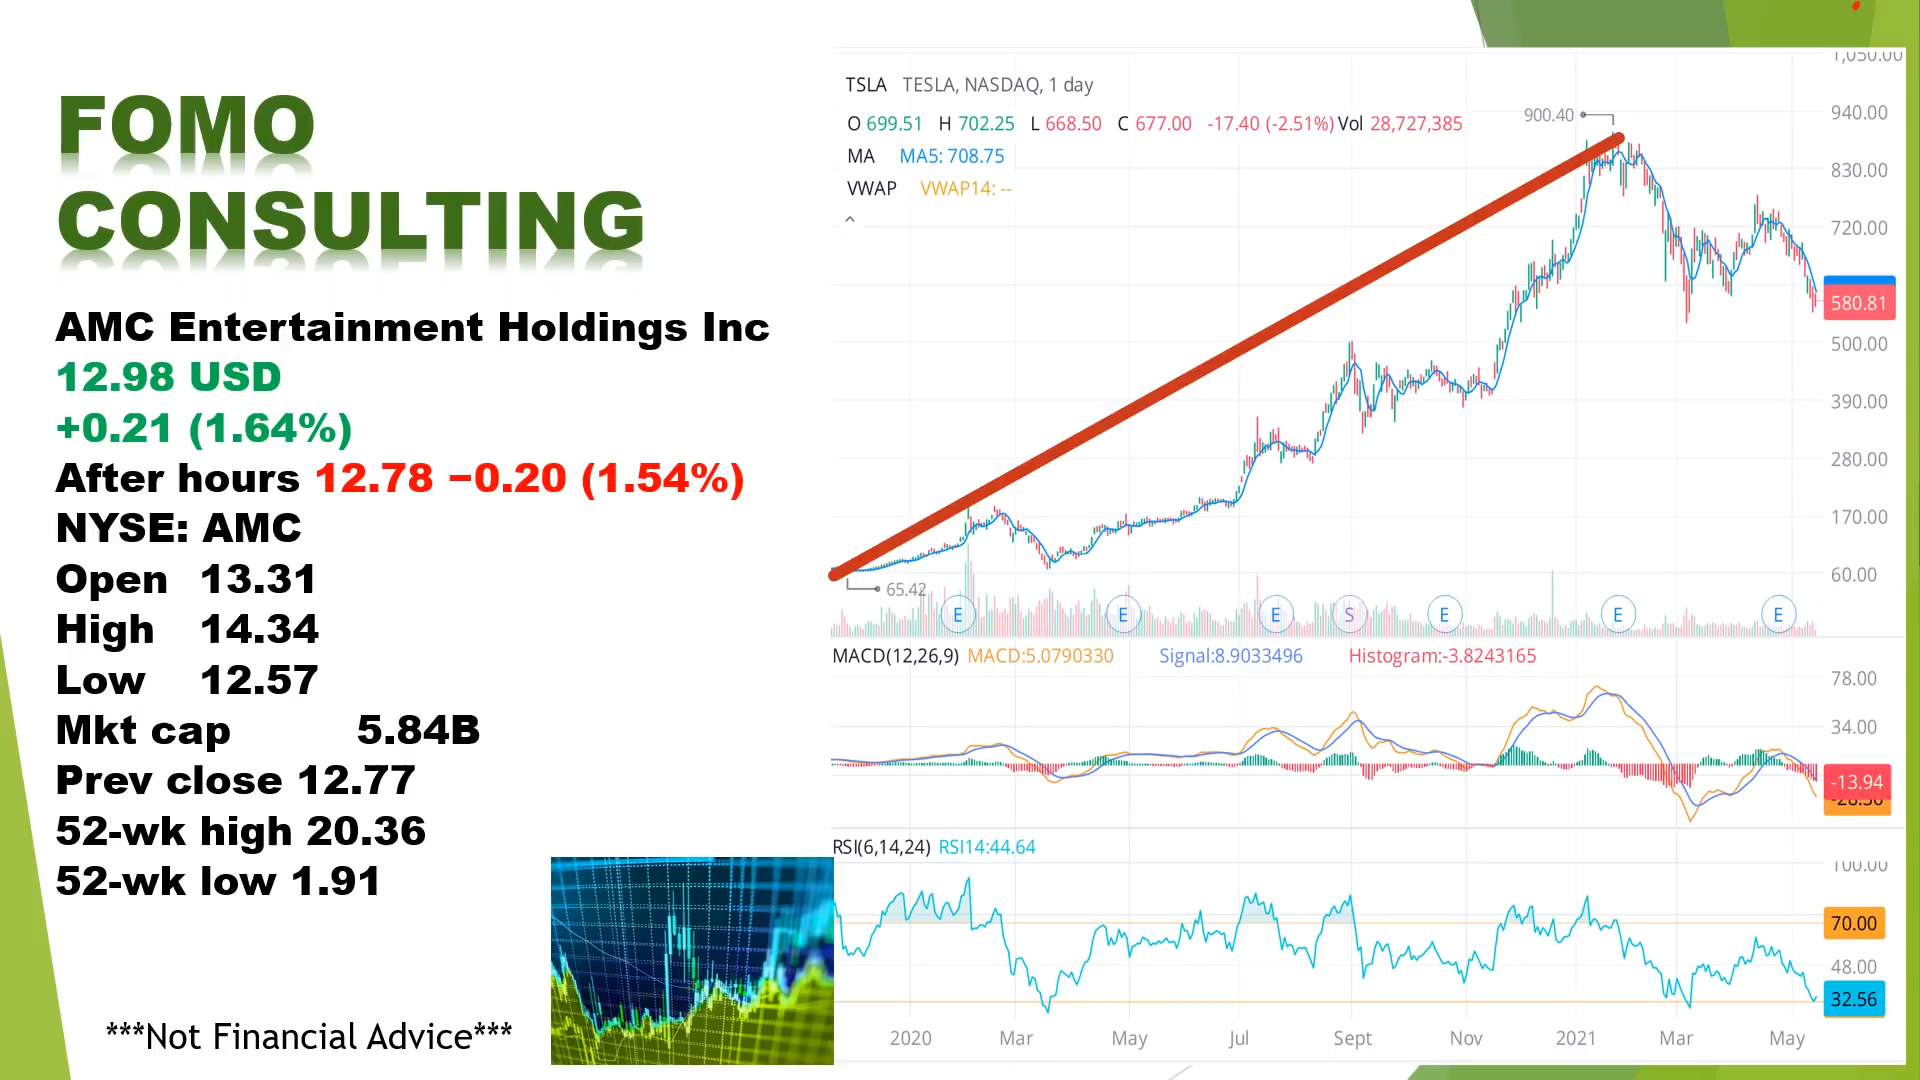 FOMO
CONSULTING
AMC Entertainment Holdings Inc
12.98 USD
+0.21 (1.64%)
After hours 12.78 −0.20 (1.54%)
NYSE: AMC
Open 13.31
High 14.34
Low 12.57
Mkt cap 5.84B
Prev close 12.77
52-wk high 20.36
52-wk low 1.91
***Not Financial Advice***
TSLA TESLA, NASDAQ, 1 day
O 699.51 H 702.25 L 668.50 C 677.00 -17.40 (-2.51%) Vol 28,727,385
MA MA5: 708.75
VWAP VWAP14: --
900.40
65.42
1,050.00
940.00
830.00
720.00
580.81
500.00
390.00
280.00
170.00
60.00
E E E S E E E
MACD(12,26,9) MACD:5.0790330 Signal:8.9033496 Histogram:-3.8243165
78.00
34.00
-13.94
RSI(6,14,24) RSI14:44.64
100.00
70.00
48.00
32.56
2020 Mar May Jul Sept Nov 2021 Mar May